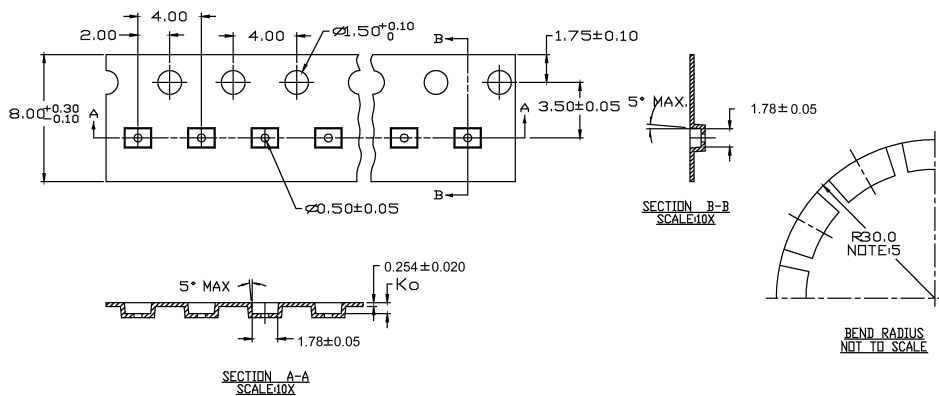 4.00
2.00
4.00
⌀1.50 +0.10 0
B
1.75±0.10
8.00 +0.30 -0.10
A
A
3.50±0.05
B
⌀0.50±0.05
5° MAX.
1.78±0.05
SECTION B-B
SCALE:10X
R30.0
NOTE:5
BEND RADIUS
NOT TO SCALE
5° MAX
0.254±0.020
Ko
1.78±0.05
SECTION A-A
SCALE:10X